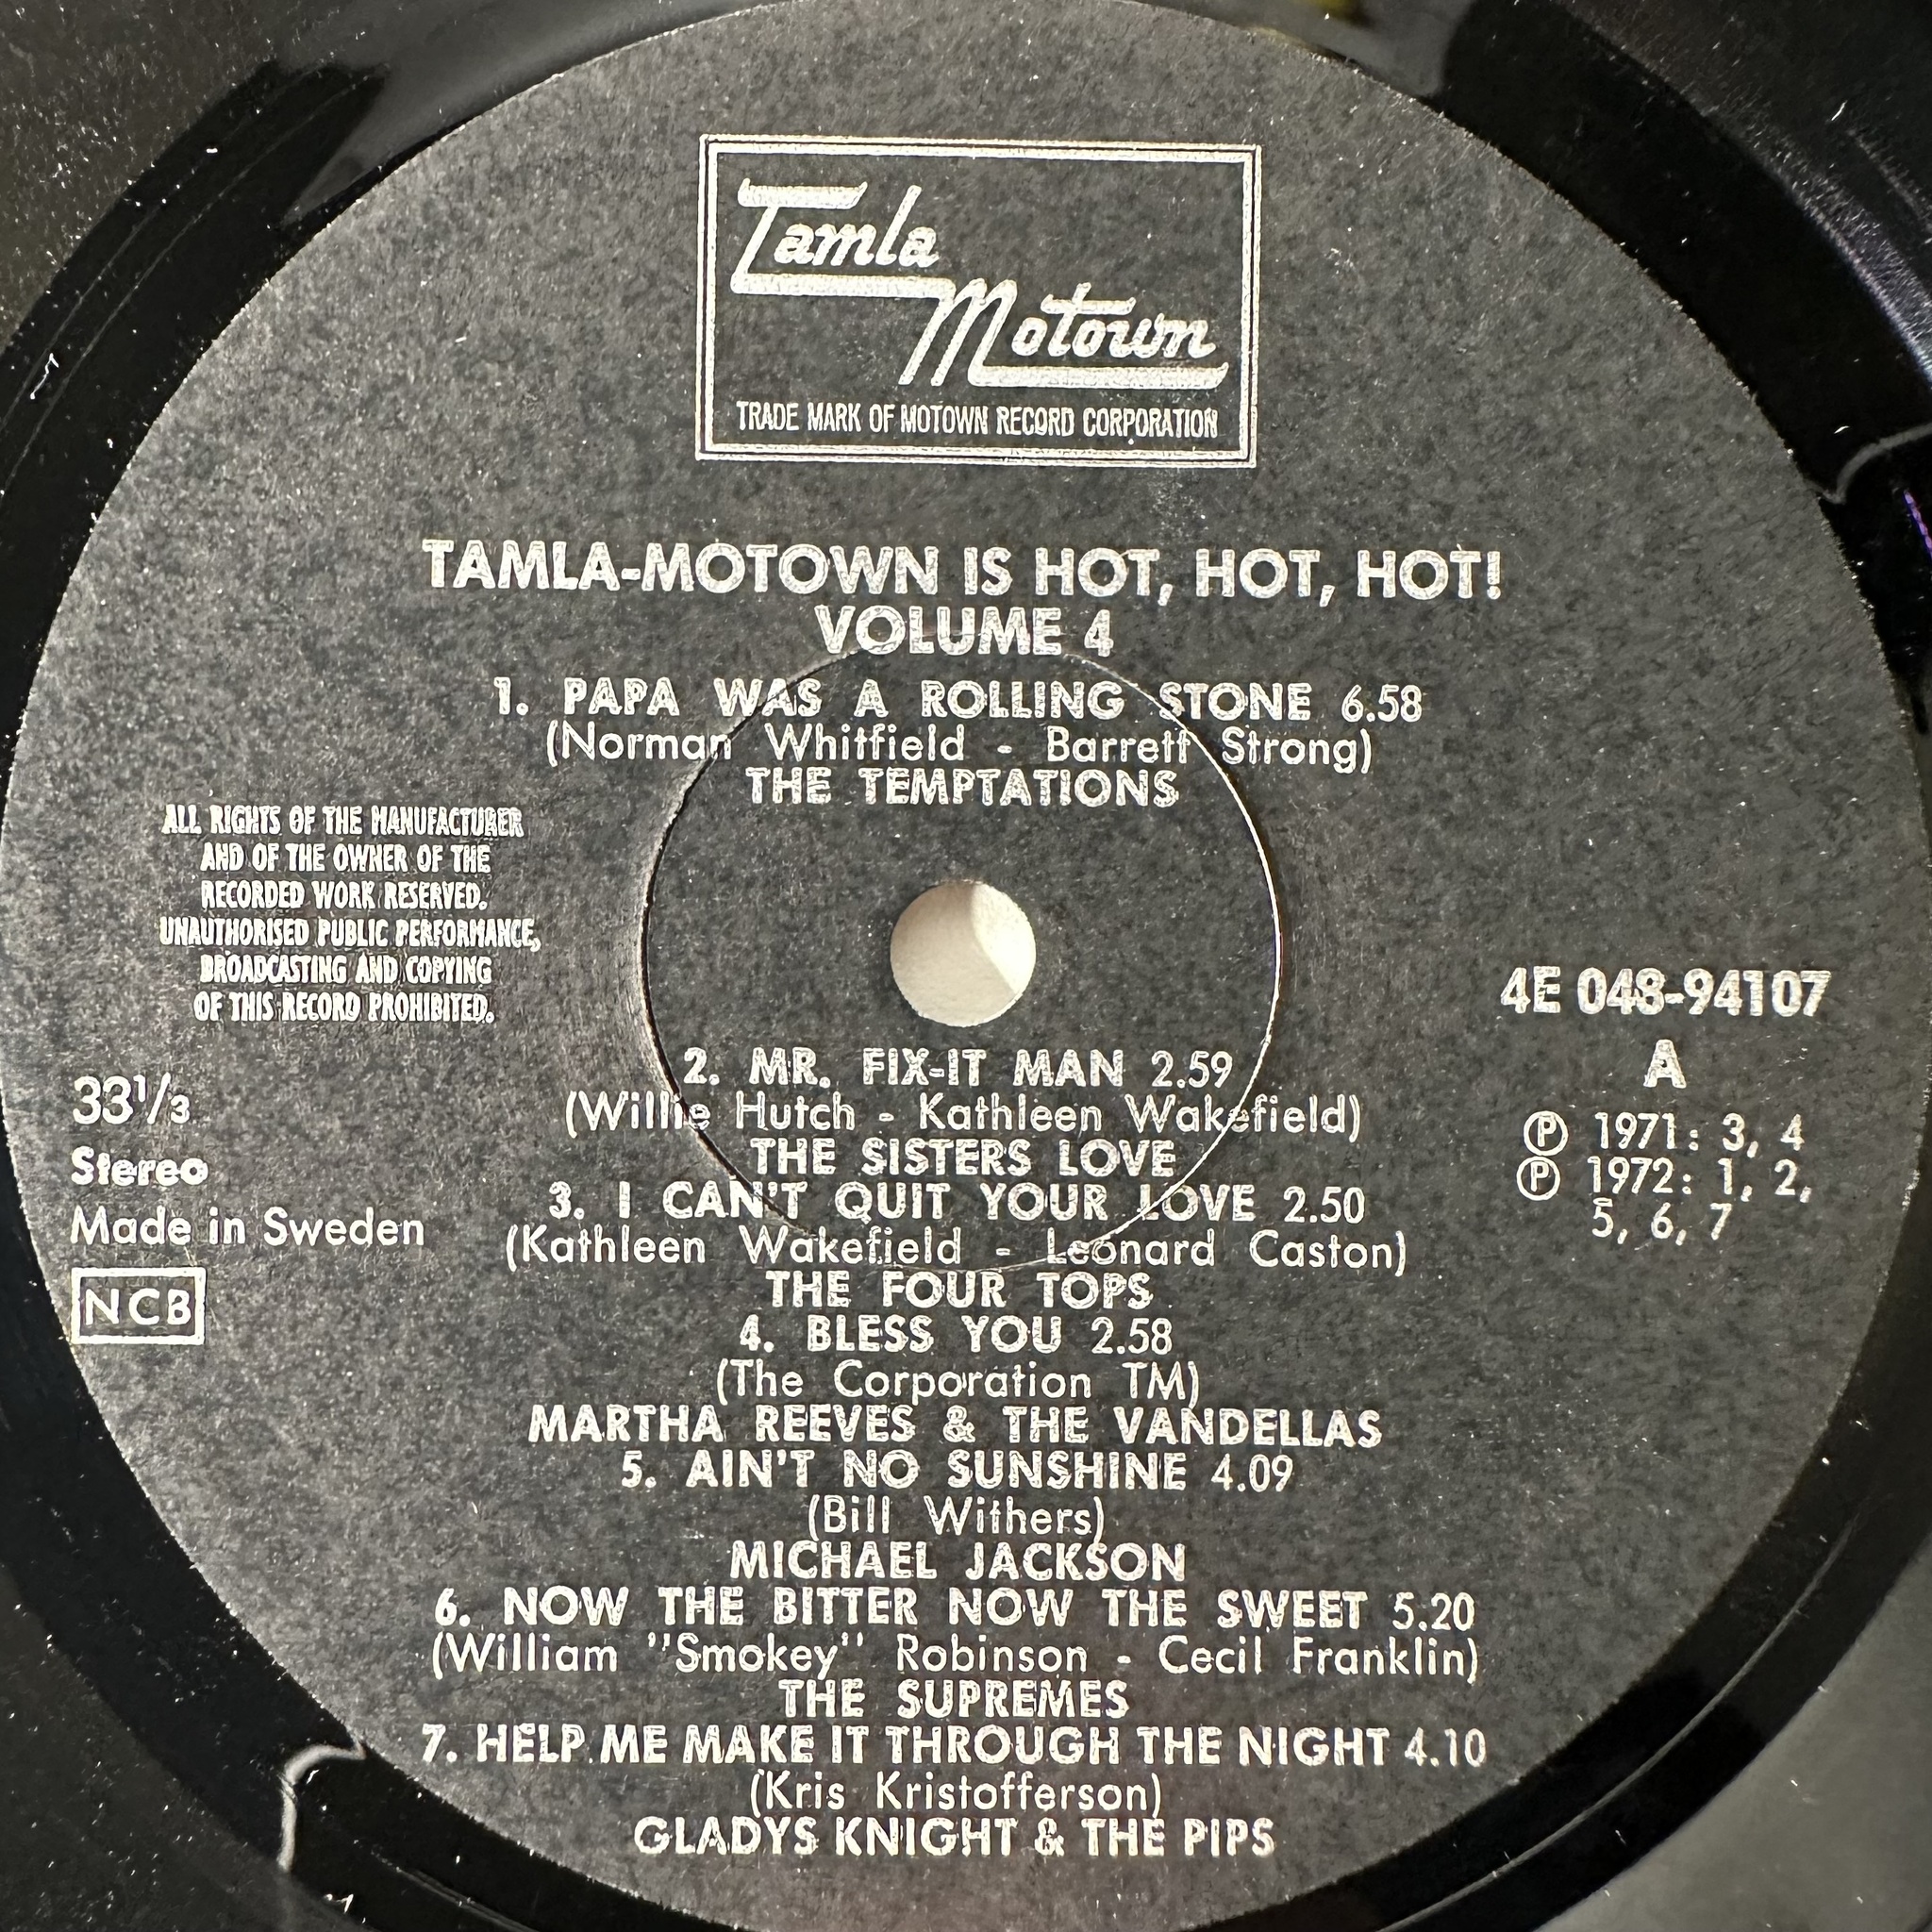 Tamla
Motown
TRADE MARK OF MOTOWN RECORD CORPORATION
TAMLA-MOTOWN IS HOT, HOT, HOT!
VOLUME 4
1. PAPA WAS A ROLLING STONE 6.58
(Norman Whitfield - Barrett Strong)
THE TEMPTATIONS
ALL RIGHTS OF THE MANUFACTURER
AND OF THE OWNER OF THE
RECORDED WORK RESERVED.
UNAUTHORISED PUBLIC PERFORMANCE,
BROADCASTING AND COPYING
OF THIS RECORD PROHIBITED.
33 1/3
Stereo
Made in Sweden
NCB
4E 048-94107
A
℗ 1971: 3, 4
℗ 1972: 1, 2,
5, 6, 7
2. MR. FIX-IT MAN 2.59
(Willie Hutch - Kathleen Wakefield)
THE SISTERS LOVE
3. I CAN'T QUIT YOUR LOVE 2.50
(Kathleen Wakefield - Leonard Caston)
THE FOUR TOPS
4. BLESS YOU 2.58
(The Corporation TM)
MARTHA REEVES & THE VANDELLAS
5. AIN'T NO SUNSHINE 4.09
(Bill Withers)
MICHAEL JACKSON
6. NOW THE BITTER NOW THE SWEET 5.20
(William "Smokey" Robinson - Cecil Franklin)
THE SUPREMES
7. HELP ME MAKE IT THROUGH THE NIGHT 4.10
(Kris Kristofferson)
GLADYS KNIGHT & THE PIPS